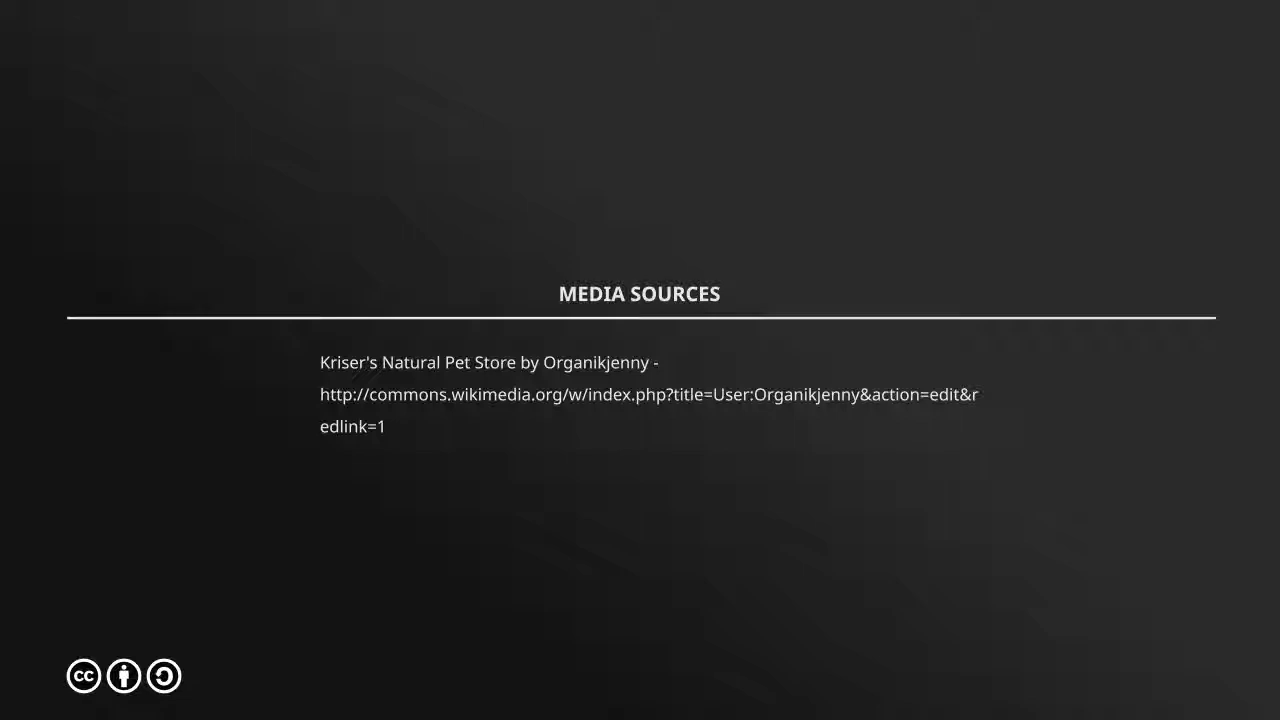 MEDIA SOURCES
Kriser's Natural Pet Store by Organikjenny -
http://commons.wikimedia.org/w/index.php?title=User:Organikjenny&action=edit&r
edlink=1
cc